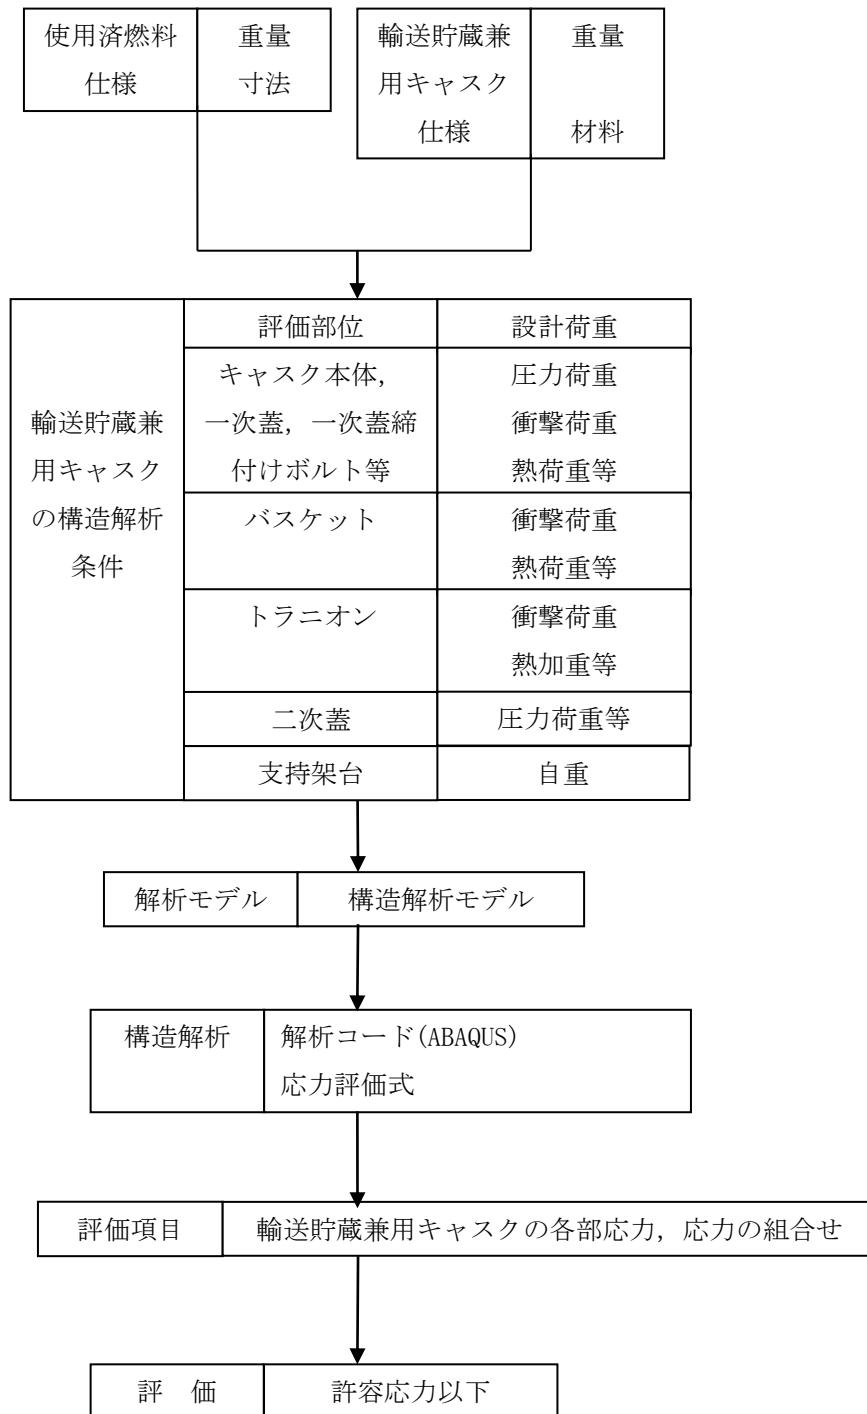 使用済燃料
仕様
重量
寸法
輸送貯蔵兼
用キャスク
仕様
重量
材料
輸送貯蔵兼
用キャスク
の構造解析
条件
評価部位
設計荷重
キャスク本体,
一次蓋, 一次蓋締
付けボルト等
圧力荷重
衝撃荷重
熱荷重等
バスケット
衝撃荷重
熱荷重等
トラニオン
衝撃荷重
熱加重等
二次蓋
圧力荷重等
支持架台
自重
解析モデル
構造解析モデル
構造解析
解析コード(ABAQUS)
応力評価式
評価項目
輸送貯蔵兼用キャスクの各部応力, 応力の組合せ
評 価
許容応力以下